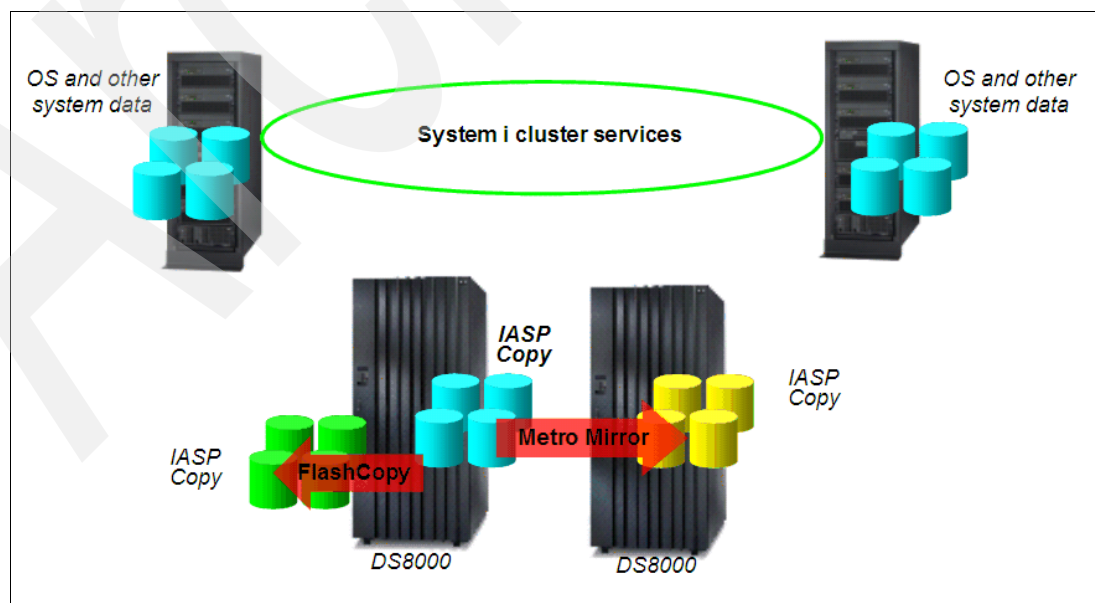 OS and other
system data
System i cluster services
OS and other
system data
IASP
Copy
IASP
Copy
Metro Mirror
IASP
Copy
FlashCopy
DS8000
DS8000